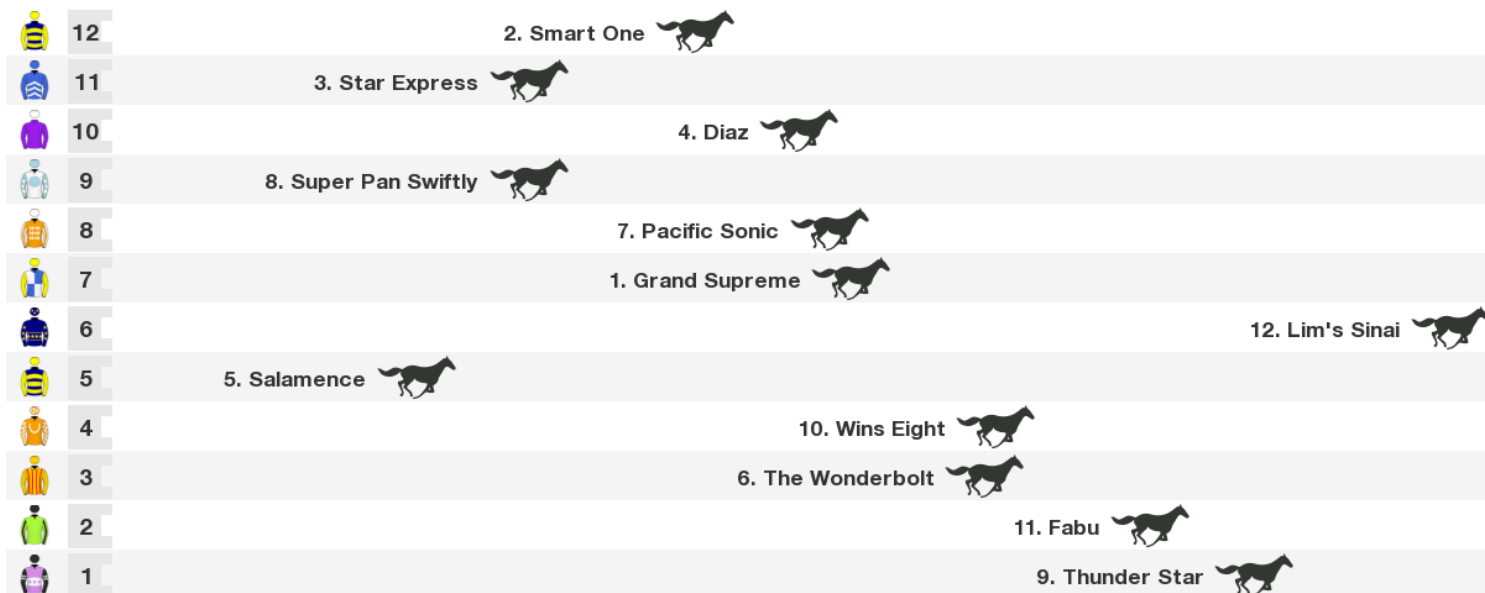 12 2. Smart One
11 3. Star Express
10 4. Diaz
9 8. Super Pan Swiftly
8 7. Pacific Sonic
7 1. Grand Supreme
6 12. Lim's Sinai
5 5. Salamence
4 10. Wins Eight
3 6. The Wonderbolt
2 11. Fabu
1 9. Thunder Star